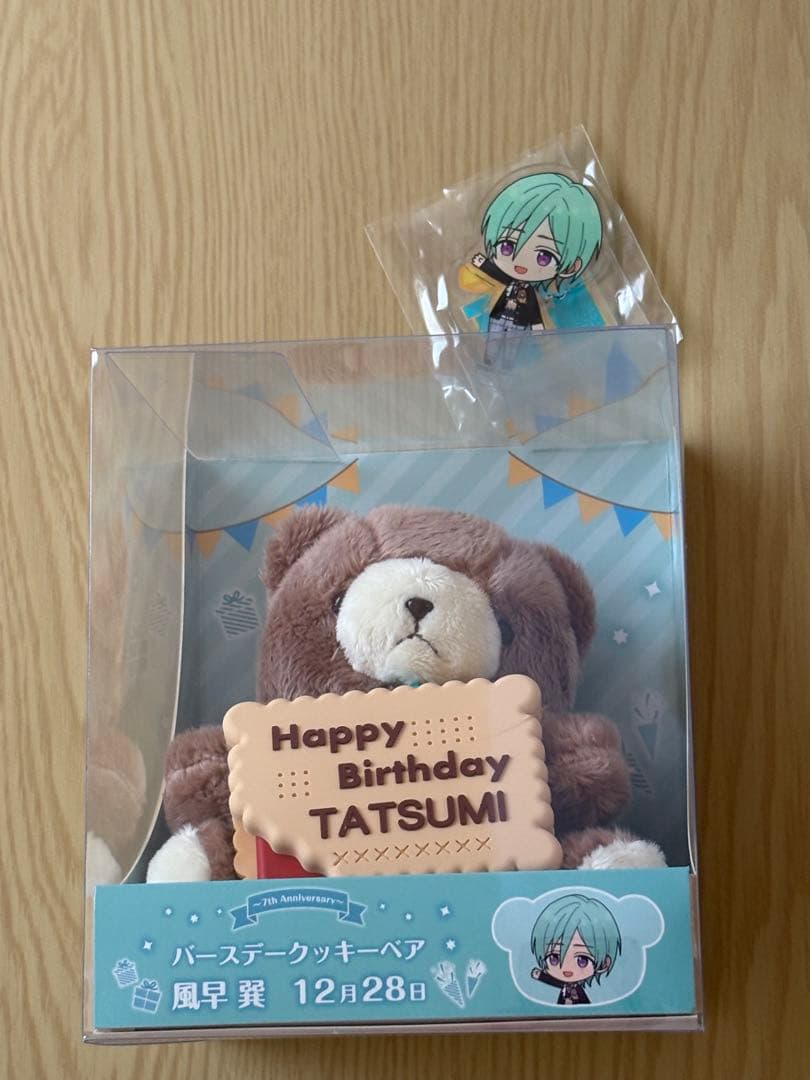 Happy
Birthday
TATSUMI
××××××××
~7th Anniversary~
バースデークッキーベア
風早 巽 12月28日